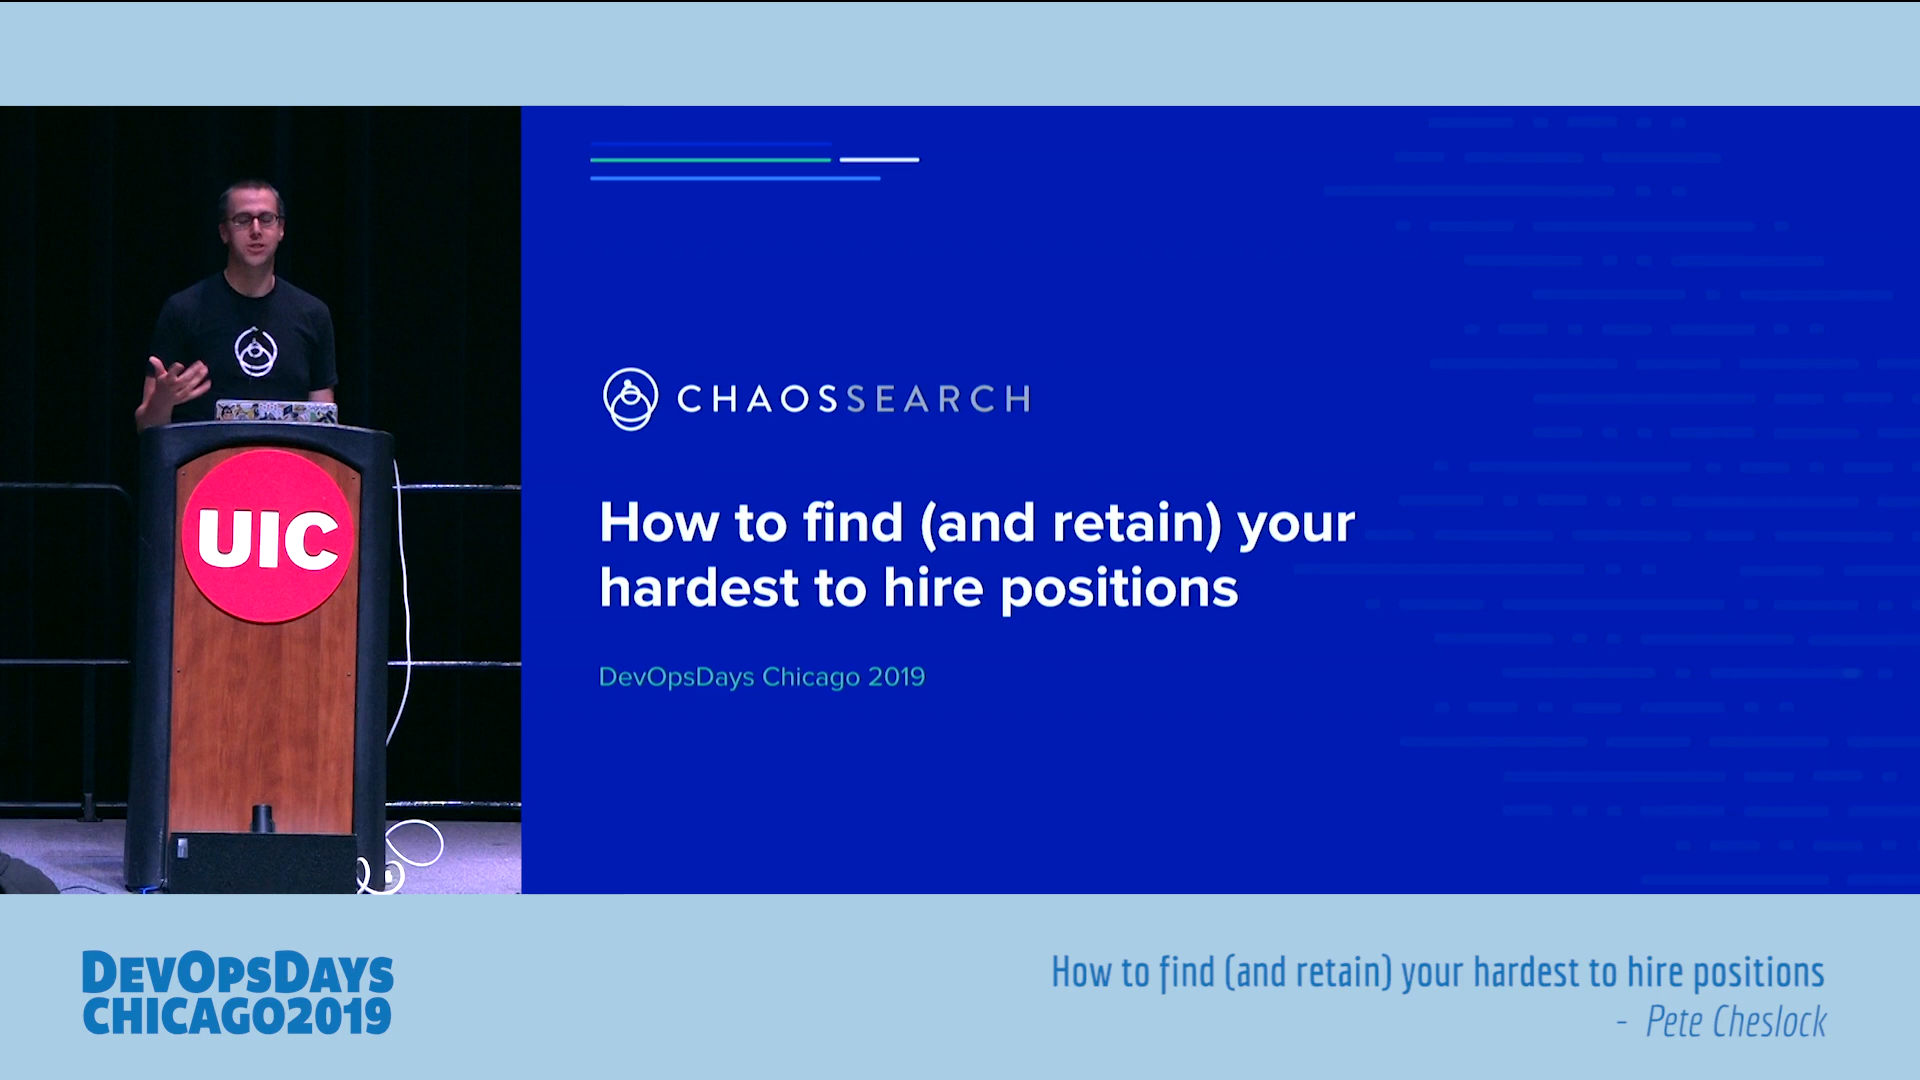 CHAOSSEARCH
How to find (and retain) your
hardest to hire positions
DevOpsDays Chicago 2019
UIC
DEVOPSDAYS
CHICAGO2019
How to find (and retain) your hardest to hire positions
- Pete Cheslock